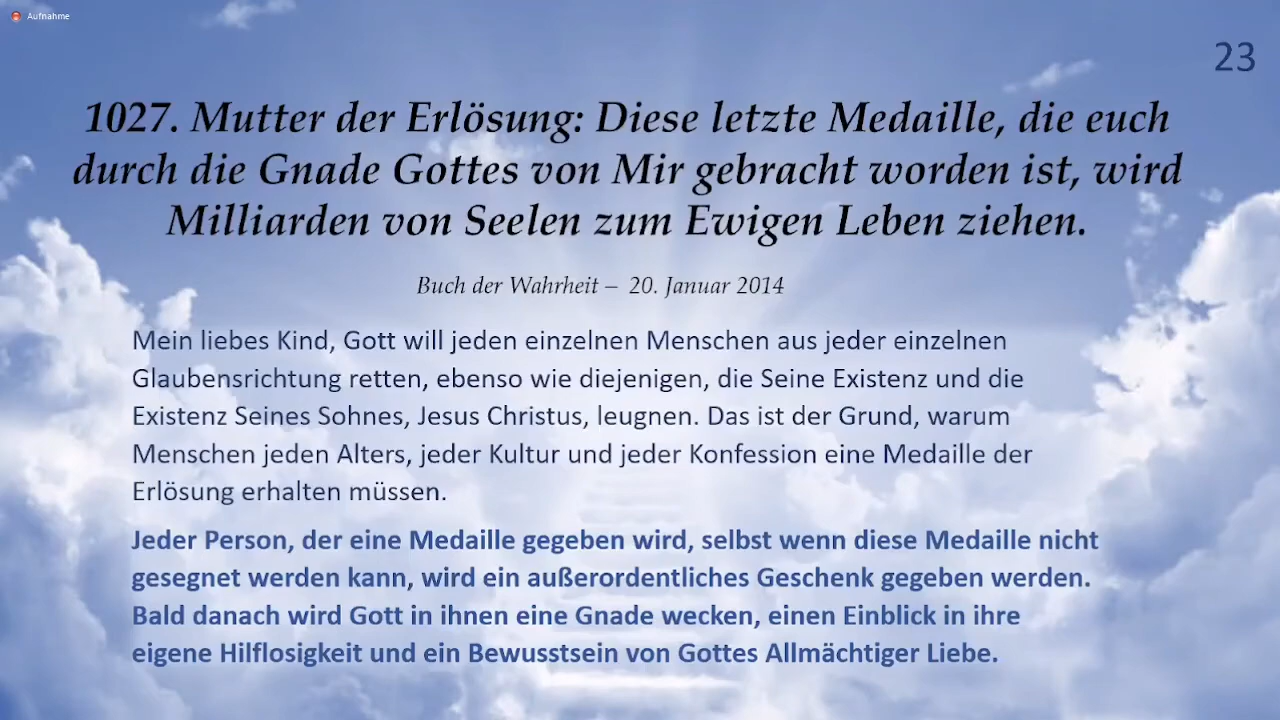 Aufnahme
23
1027. Mutter der Erlösung: Diese letzte Medaille, die euch
durch die Gnade Gottes von Mir gebracht worden ist, wird
Milliarden von Seelen zum Ewigen Leben ziehen.
Buch der Wahrheit – 20. Januar 2014
Mein liebes Kind, Gott will jeden einzelnen Menschen aus jeder einzelnen
Glaubensrichtung retten, ebenso wie diejenigen, die Seine Existenz und die
Existenz Seines Sohnes, Jesus Christus, leugnen. Das ist der Grund, warum
Menschen jeden Alters, jeder Kultur und jeder Konfession eine Medaille der
Erlösung erhalten müssen.
Jeder Person, der eine Medaille gegeben wird, selbst wenn diese Medaille nicht
gesegnet werden kann, wird ein außerordentliches Geschenk gegeben werden.
Bald danach wird Gott in ihnen eine Gnade wecken, einen Einblick in ihre
eigene Hilflosigkeit und ein Bewusstsein von Gottes Allmächtiger Liebe.